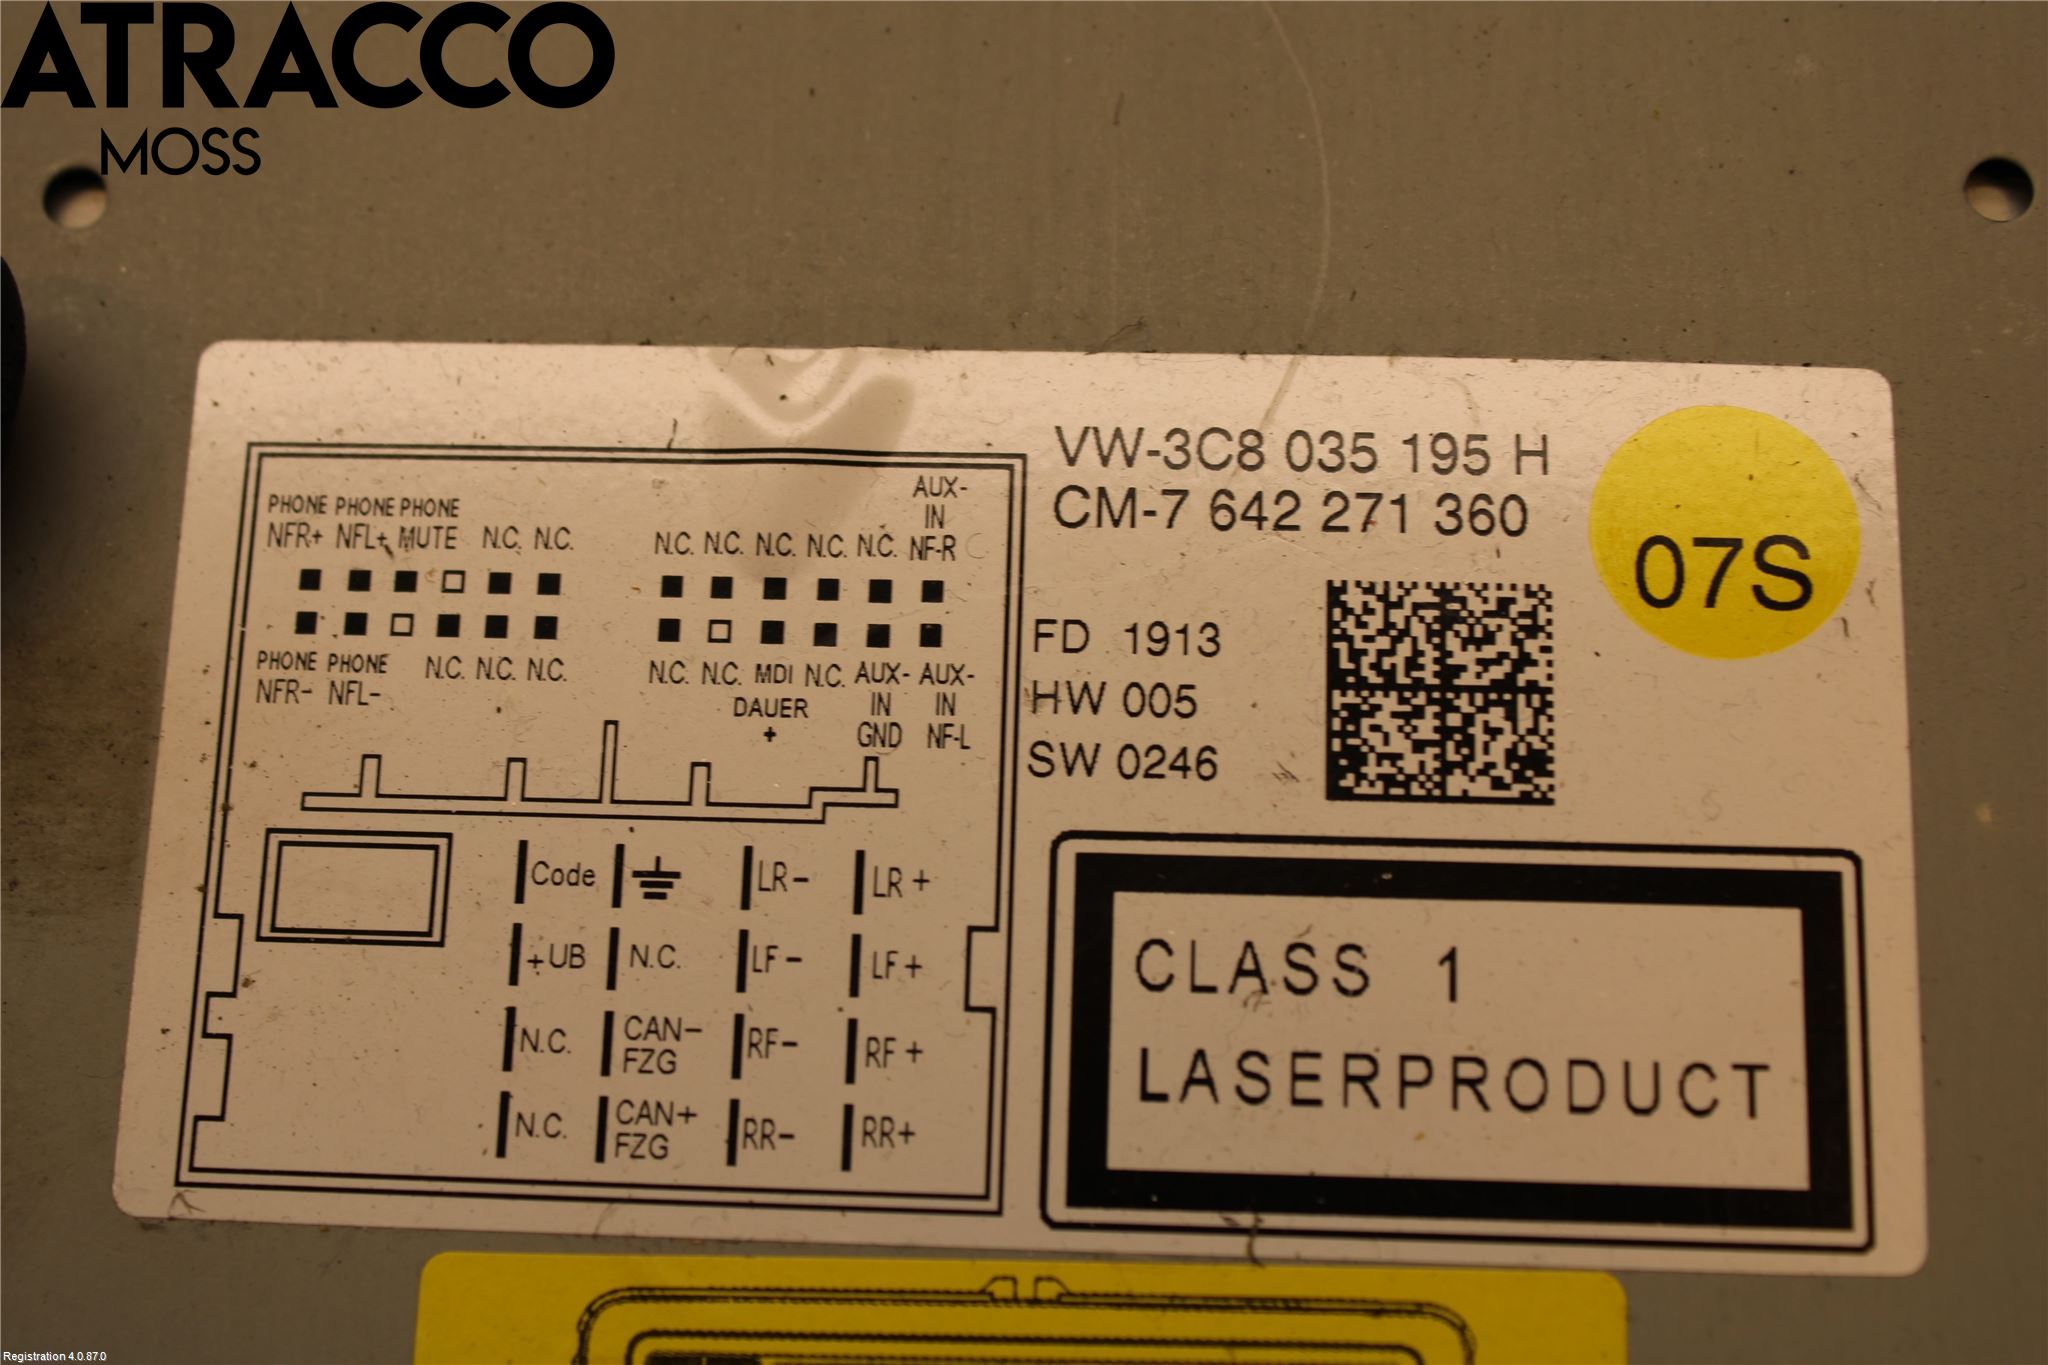 ATRACCO
MOSS
VW-3C8 035 195 H
CM-7 642 271 360
07S
FD 1913
HW 005
SW 0246
PHONE PHONE PHONE
NFR+ NFL+ MUTE N.C. N.C.
AUX-
IN
N.C. N.C. N.C. N.C. N.C. NF-R
PHONE PHONE N.C. N.C. N.C.
NFR- NFL-
N.C. N.C. MDI N.C. AUX- AUX-
DAUER IN IN
+ GND NF-L
Code LR- LR+
+UB N.C. LF- LF+
N.C. CAN- FZG RF- RF+
N.C. CAN+ FZG RR- RR+
CLASS 1
LASERPRODUCT
Registration 4.0.87.0